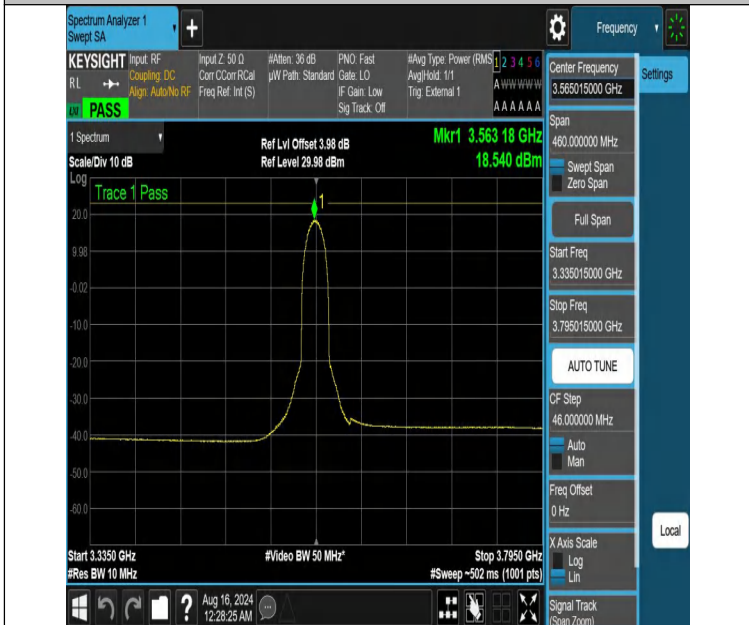 Spectrum Analyzer 1
Swept SA
+
Frequency
KEYSIGHT
RL
PASS
Input: RF
Coupling: DC
Align: Auto/No RF
Input Z: 50 Ω
Corr CCorr RCal
Freq Ref: Int (S)
#Atten: 36 dB
µW Path: Standard
PNO: Fast
Gate: LO
IF Gain: Low
Sig Track: Off
#Avg Type: Power (RMS
Avg|Hold: 1/1
Trig: External 1
1 2 3 4 5 6
A W W W W W
A A A A A A
1 Spectrum
Scale/Div 10 dB
Log
Ref Lvl Offset 3.98 dB
Ref Level 29.98 dBm
Mkr1 3.563 18 GHz
18.540 dBm
Trace 1 Pass
1
20.0
9.98
-0.02
-10.0
-20.0
-30.0
-40.0
-50.0
-60.0
Start 3.3350 GHz
#Res BW 10 MHz
#Video BW 50 MHz*
Stop 3.7950 GHz
#Sweep ~502 ms (1001 pts)
Aug 16, 2024
12:28:25 AM
?
Center Frequency
3.565015000 GHz
Settings
Span
460.000000 MHz
Swept Span
Zero Span
Full Span
Start Freq
3.335015000 GHz
Stop Freq
3.795015000 GHz
AUTO TUNE
CF Step
46.000000 MHz
Auto
Man
Freq Offset
0 Hz
Local
X Axis Scale
Log
Lin
Signal Track
(Span Zoom)